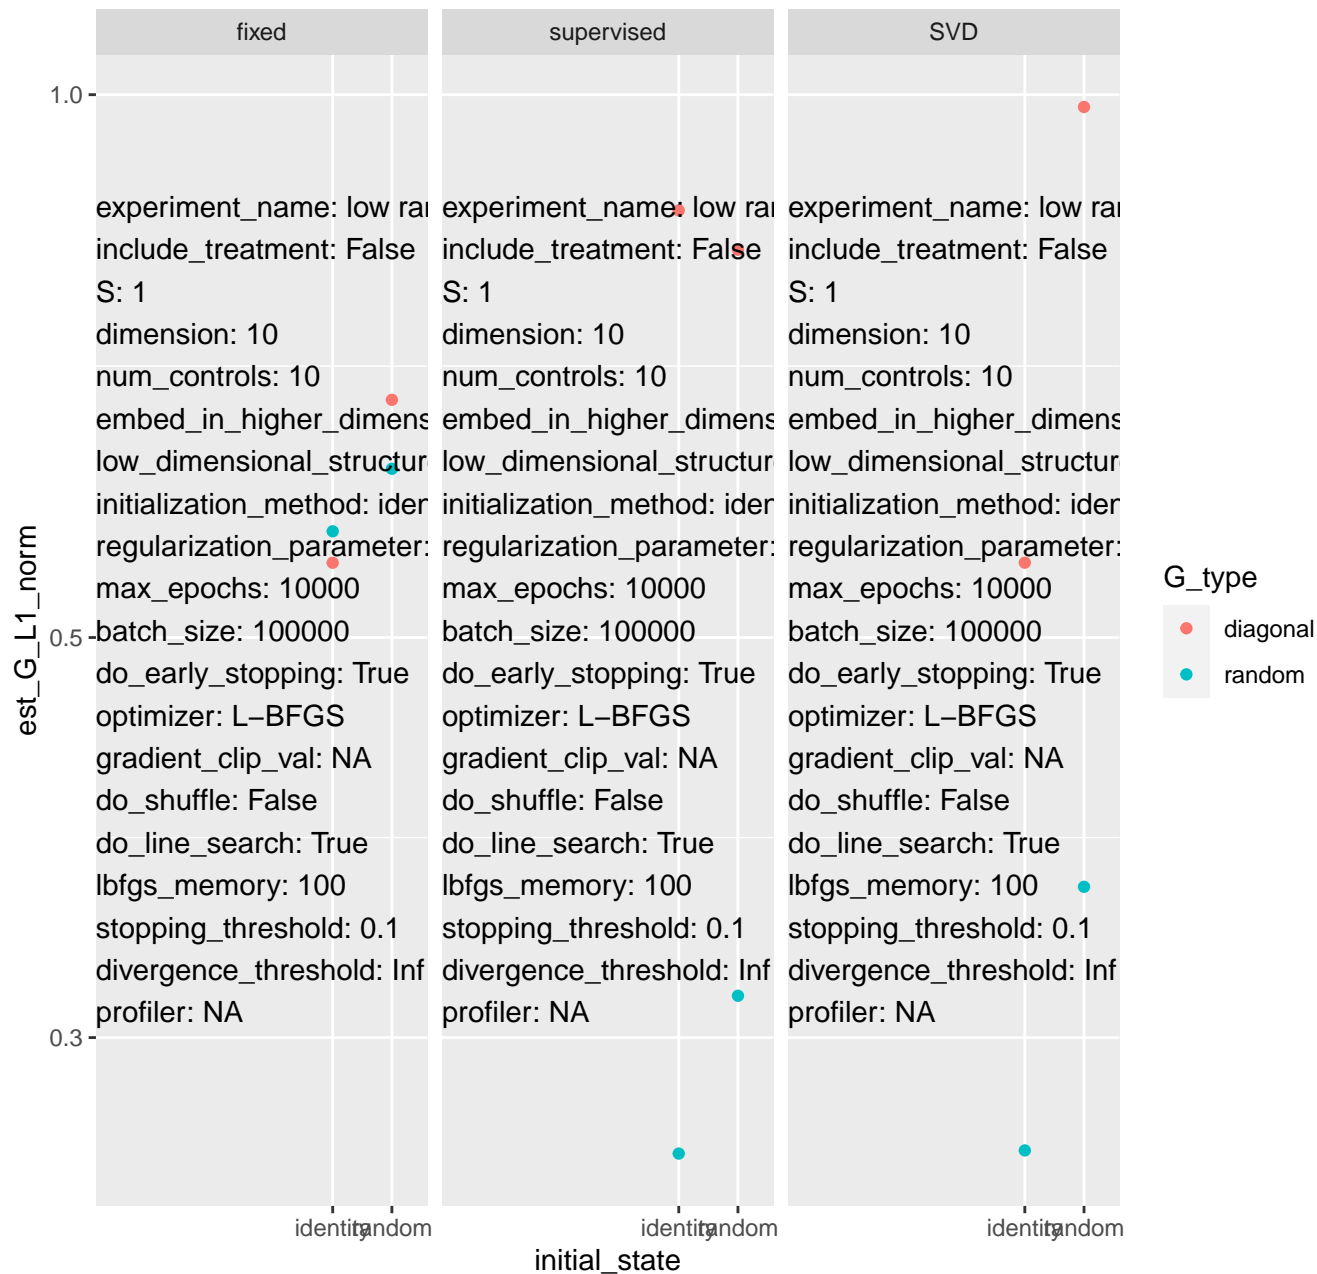 fixed
supervised
SVD
1.0
0.5
0.3
est_G_L1_norm
experiment_name: low
include_treatment: False
S: 1
dimension: 10
num_controls: 10
embed_in_higher_dimens
low_dimensional_structur
initialization_method: iden
regularization_parameter:
max_epochs: 10000
batch_size: 100000
do_early_stopping: True
optimizer: L−BFGS
gradient_clip_val: NA
do_shuffle: False
do_line_search: True
lbfgs_memory: 100
stopping_threshold: 0.1
divergence_threshold: Inf
profiler: NA
experiment_name: low
include_treatment: False
S: 1
dimension: 10
num_controls: 10
embed_in_higher_dimens
low_dimensional_structur
initialization_method: iden
regularization_parameter:
max_epochs: 10000
batch_size: 100000
do_early_stopping: True
optimizer: L−BFGS
gradient_clip_val: NA
do_shuffle: False
do_line_search: True
lbfgs_memory: 100
stopping_threshold: 0.1
divergence_threshold: Inf
profiler: NA
experiment_name: low
include_treatment: False
S: 1
dimension: 10
num_controls: 10
embed_in_higher_dimens
low_dimensional_structur
initialization_method: iden
regularization_parameter:
max_epochs: 10000
batch_size: 100000
do_early_stopping: True
optimizer: L−BFGS
gradient_clip_val: NA
do_shuffle: False
do_line_search: True
lbfgs_memory: 100
stopping_threshold: 0.1
divergence_threshold: Inf
profiler: NA
identity random
identity random
identity random
initial_state
G_type
diagonal
random